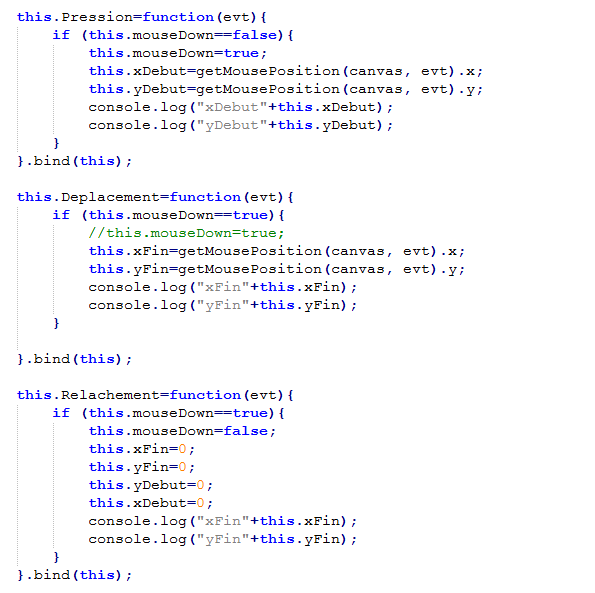 this.Pression=function(evt){
if (this.mouseDown==false){
this.mouseDown=true;
this.xDebut=getMousePosition(canvas, evt).x;
this.yDebut=getMousePosition(canvas, evt).y;
console.log("xDebut"+this.xDebut);
console.log("yDebut"+this.yDebut);
}
}.bind(this);
this.Deplacement=function(evt){
if (this.mouseDown==true){
//this.mouseDown=true;
this.xFin=getMousePosition(canvas, evt).x;
this.yFin=getMousePosition(canvas, evt).y;
console.log("xFin"+this.xFin);
console.log("yFin"+this.yFin);
}
}.bind(this);
this.Relachement=function(evt){
if (this.mouseDown==true){
this.mouseDown=false;
this.xFin=0;
this.yFin=0;
this.yDebut=0;
this.xDebut=0;
console.log("xFin"+this.xFin);
console.log("yFin"+this.yFin);
}
}.bind(this);